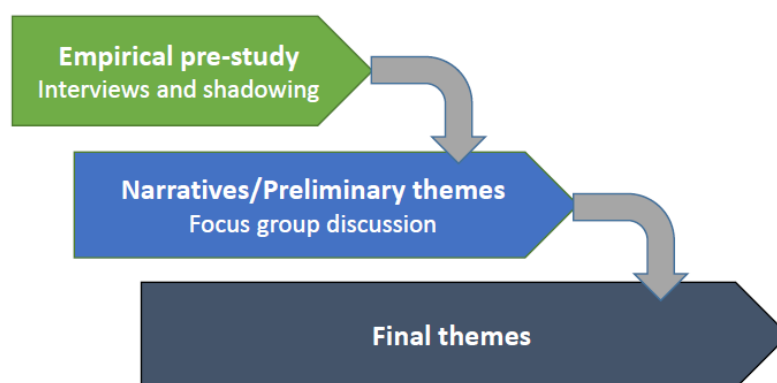 Empirical pre-study
Interviews and shadowing
Narratives/Preliminary themes
Focus group discussion
Final themes